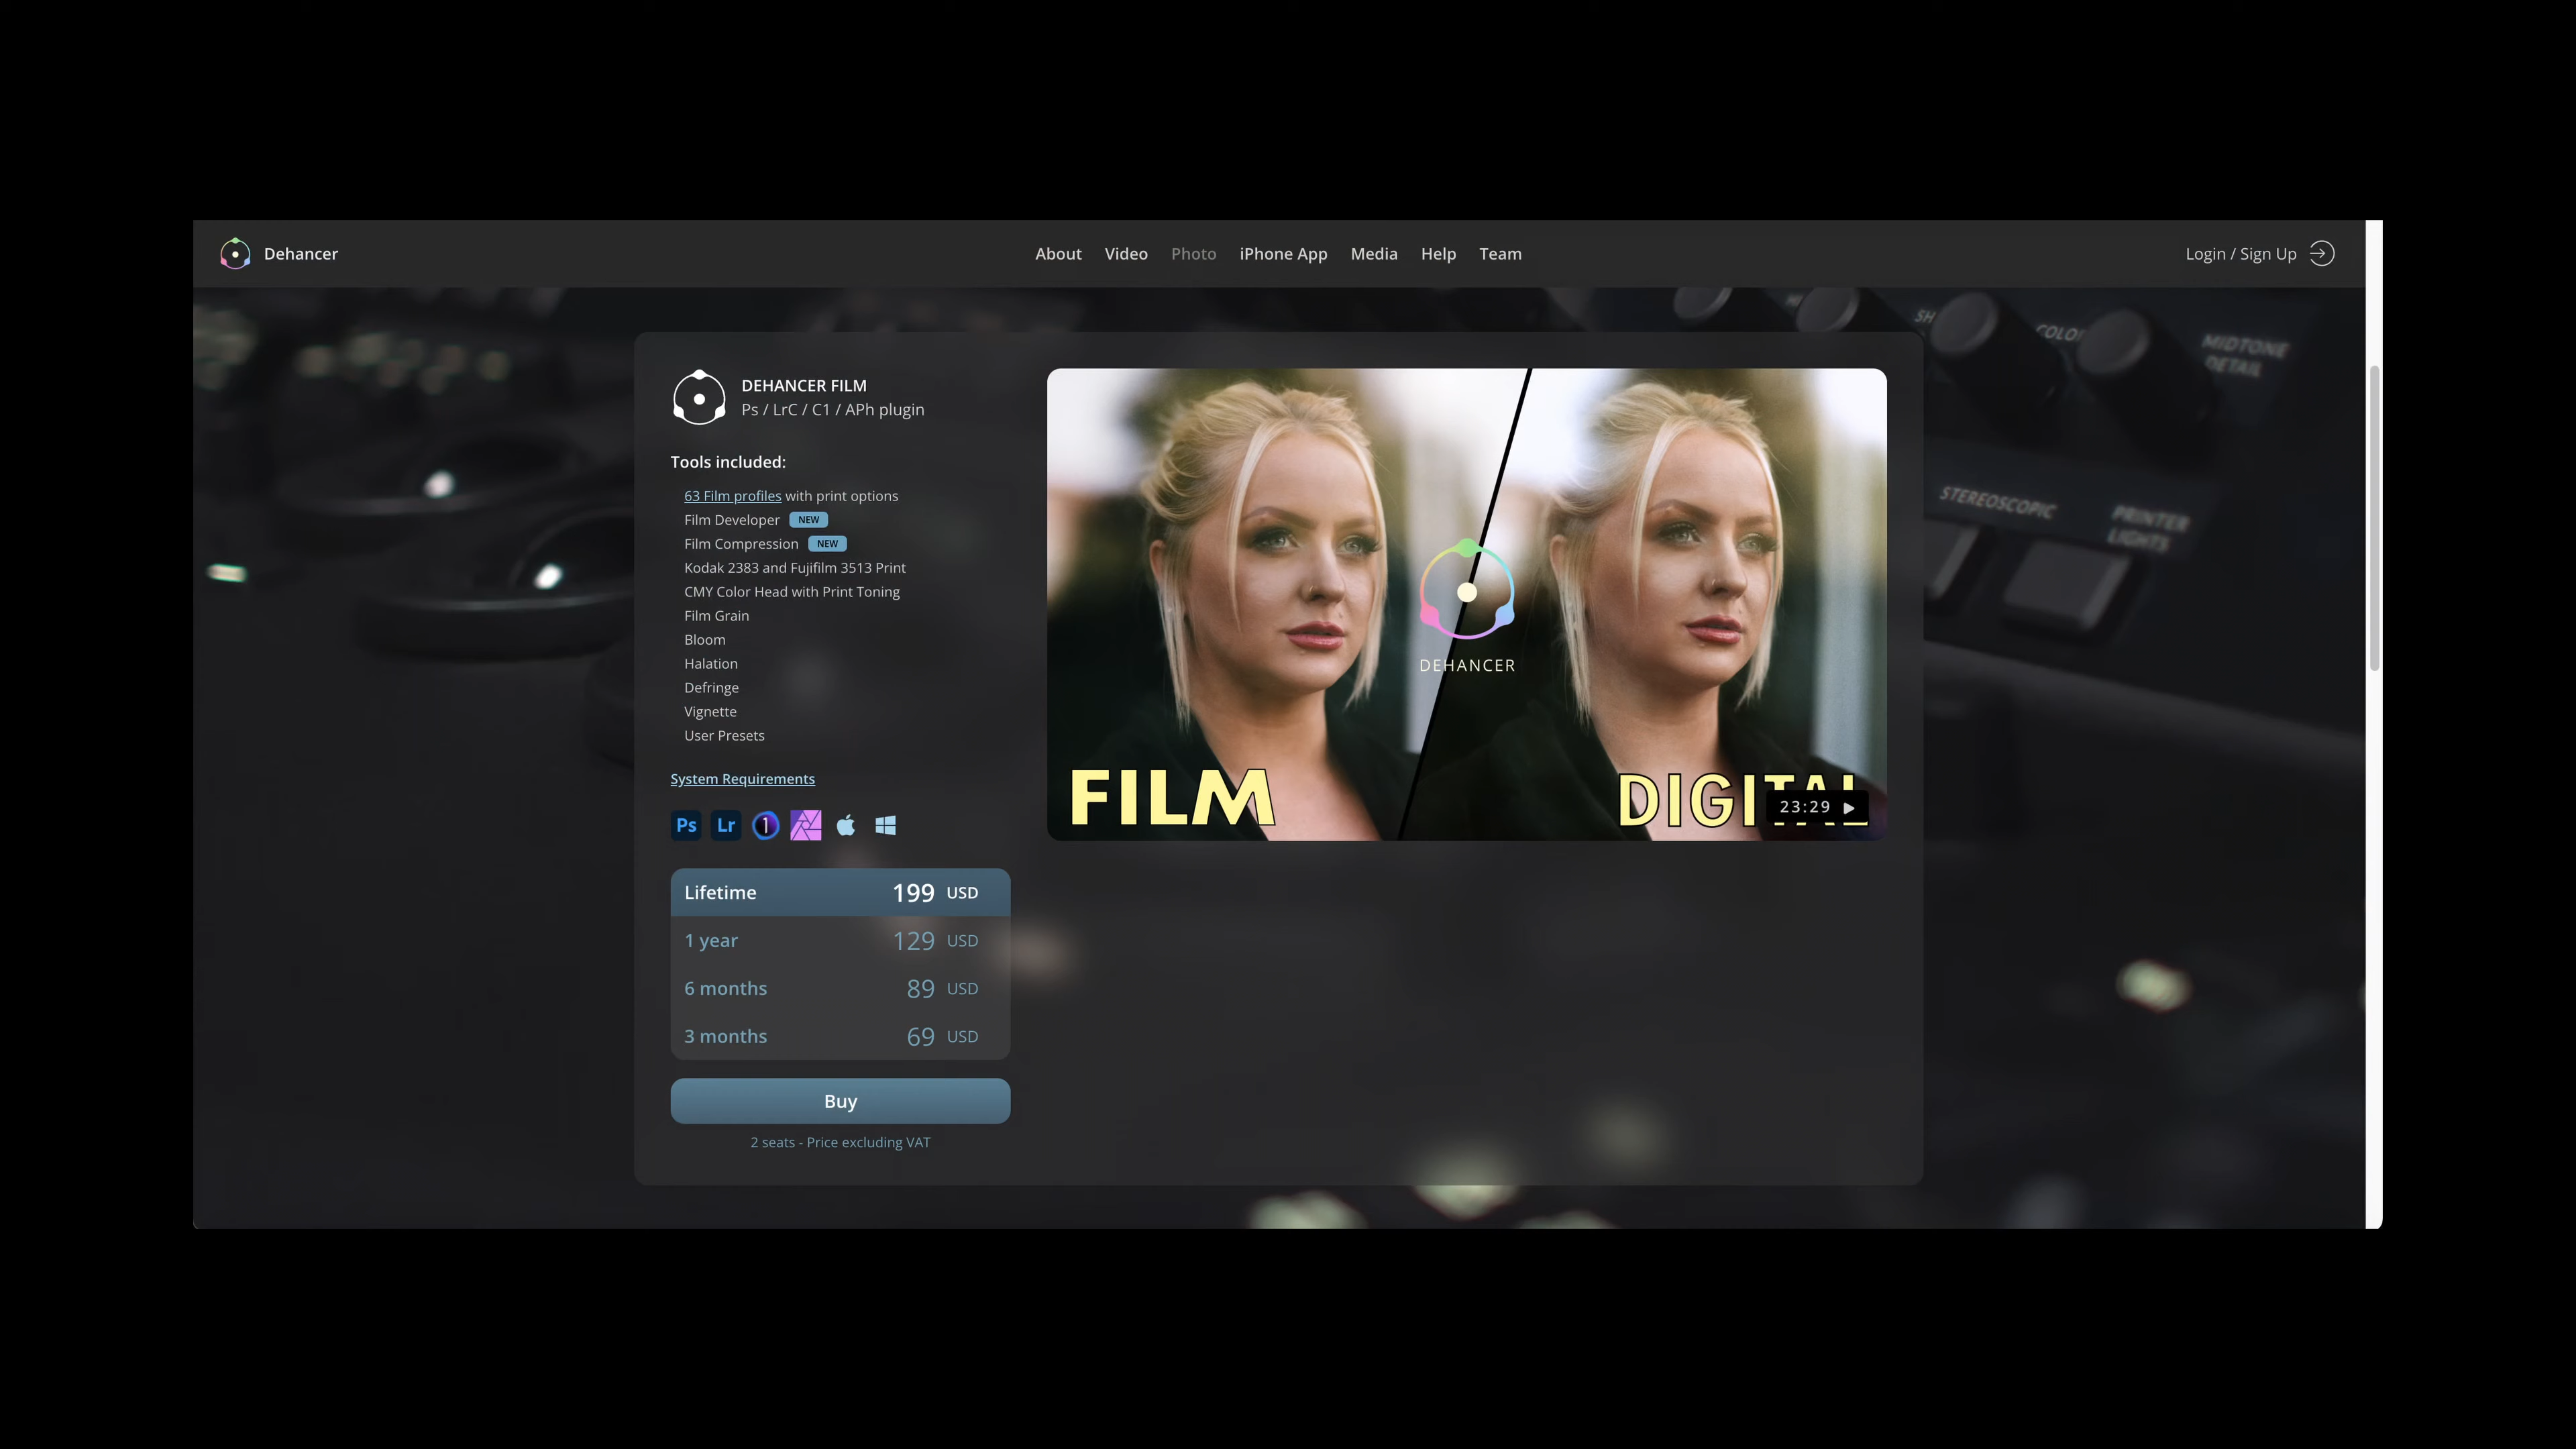 Dehancer
About Video Photo iPhone App Media Help Team
Login / Sign Up
DEHANCER FILM
Ps / LrC / C1 / APh plugin
Tools included:
63 Film profiles with print options
Film Developer NEW
Film Compression NEW
Kodak 2383 and Fujifilm 3513 Print
CMY Color Head with Print Toning
Film Grain
Bloom
Halation
Defringe
Vignette
User Presets
System Requirements
Ps Lr 1
Lifetime 199 USD
1 year 129 USD
6 months 89 USD
3 months 69 USD
Buy
2 seats - Price excluding VAT
DEHANCER
FILM
DIGITAL
23:29
MIDTONE
DETAIL
STEREOSCOPIC
PRINTER
LIGHTS